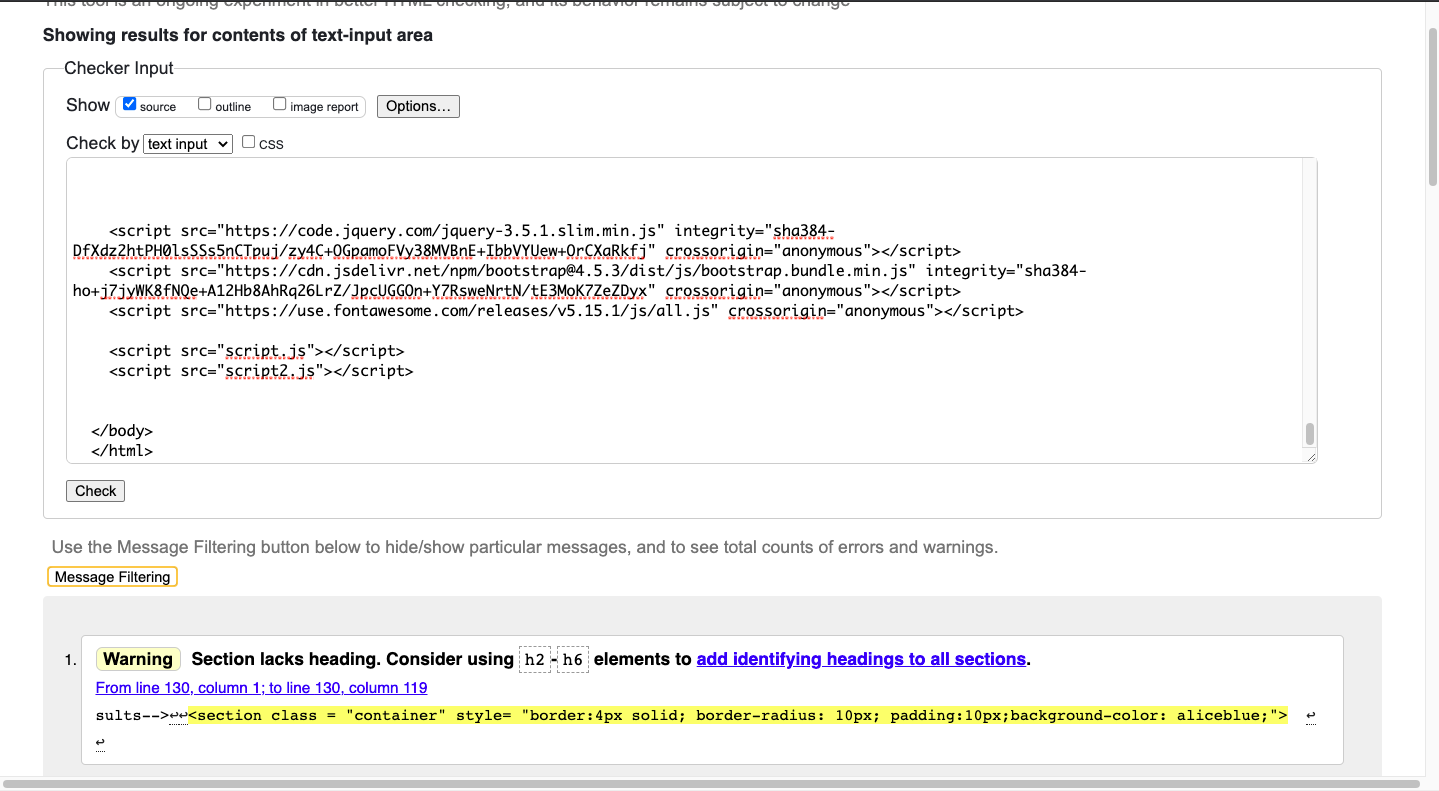 This tool is an ongoing experiment in better HTML checking, and its behavior remains subject to change
Showing results for contents of text-input area
Checker Input
Show source outline image report Options...
Check by text input CSS
<script src="https://code.jquery.com/jquery-3.5.1.slim.min.js" integrity="sha384-
DfXdz2htPH0lsSSs5nCTpuj/zy4C+OGpamoFVy38MVBnE+IbbVYUew+OrCXaRkfj" crossorigin="anonymous"></script>
<script src="https://cdn.jsdelivr.net/npm/bootstrap@4.5.3/dist/js/bootstrap.bundle.min.js" integrity="sha384-
ho+j7jyWK8fNQe+A12Hb8AhRq26LrZ/JpcUGGOn+Y7RsweNrtN/tE3MoK7ZeZDyx" crossorigin="anonymous"></script>
<script src="https://use.fontawesome.com/releases/v5.15.1/js/all.js" crossorigin="anonymous"></script>
<script src="script.js"></script>
<script src="script2.js"></script>
</body>
</html>
Check
Use the Message Filtering button below to hide/show particular messages, and to see total counts of errors and warnings.
Message Filtering
1. Warning Section lacks heading. Consider using h2-h6 elements to add identifying headings to all sections.
From line 130, column 1; to line 130, column 119
sults-->↩↩<section class = "container" style= "border:4px solid; border-radius: 10px; padding:10px;background-color: aliceblue;"> ↩
↩